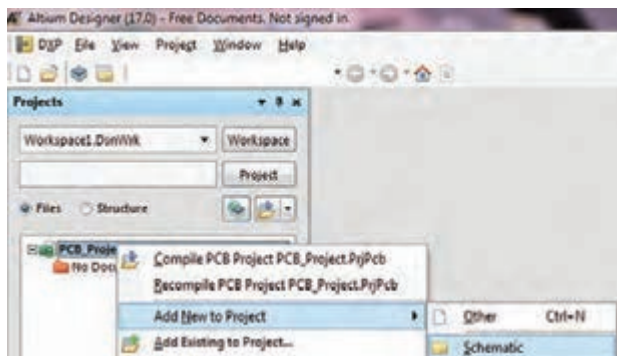 Altium Designer (17.0) - Free Documents. Not signed in.
DXP File View Project Window Help
Projects
Workspace1.DsnWrk Workspace
Project
Files Structure
PCB_Proje
No Docu
Compile PCB Project PCB_Project.PrjPcb
Recompile PCB Project PCB_Project.PrjPcb
Add New to Project Other Ctrl+N
Add Existing to Project... Schematic